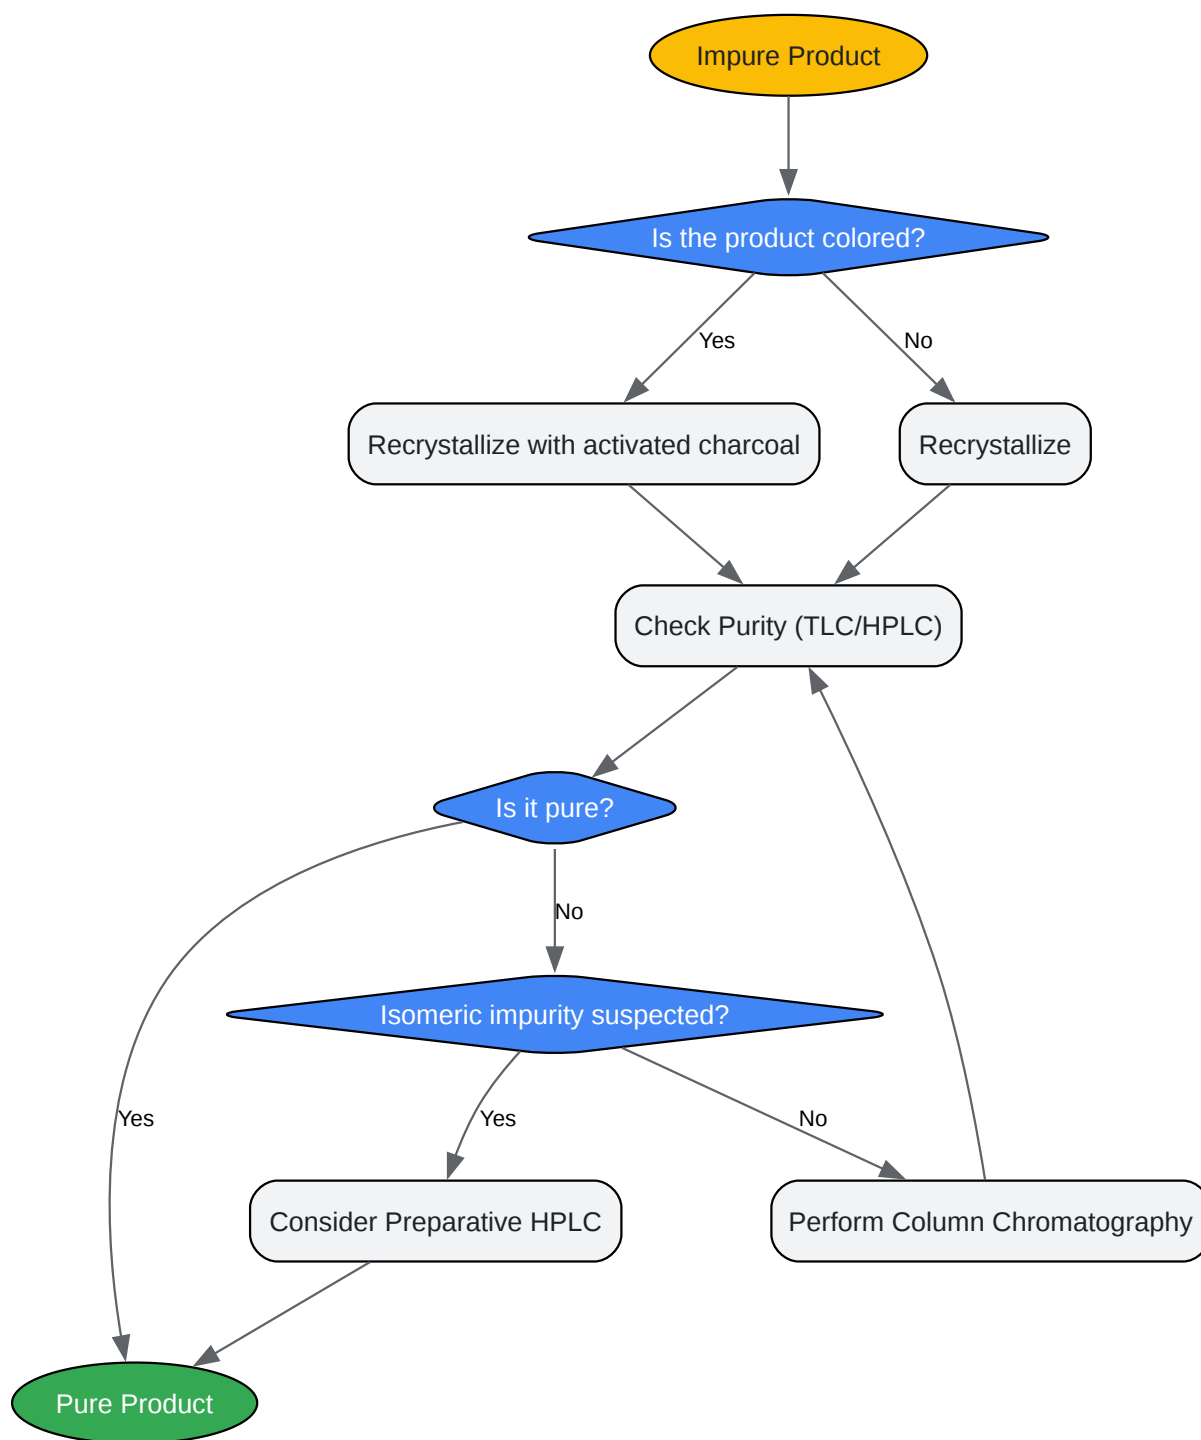 Impure Product
Is the product colored?
Yes
No
Recrystallize with activated charcoal
Recrystallize
Check Purity (TLC/HPLC)
Is it pure?
No
Isomeric impurity suspected?
Yes
Yes
No
Consider Preparative HPLC
Perform Column Chromatography
Pure Product